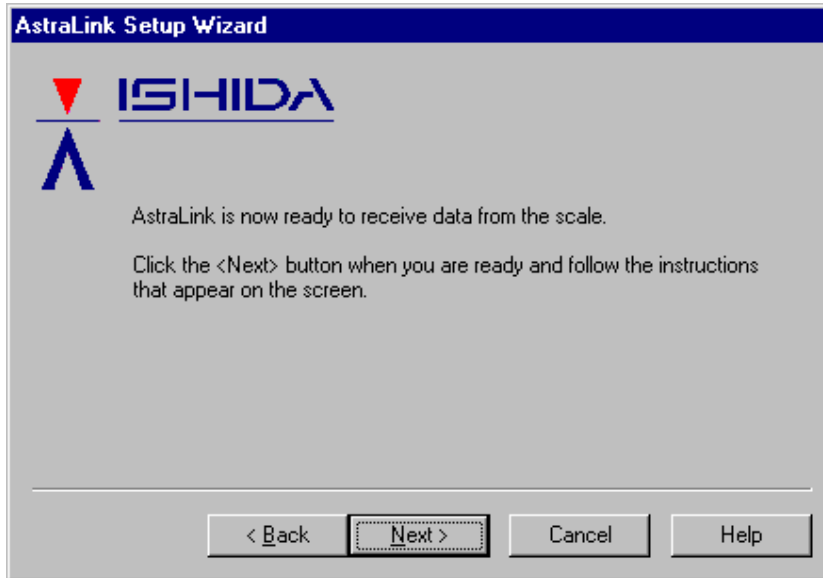 AstraLink Setup Wizard
ISHIDA
AstraLink is now ready to receive data from the scale.
Click the <Next> button when you are ready and follow the instructions
that appear on the screen.
< Back
Next >
Cancel
Help